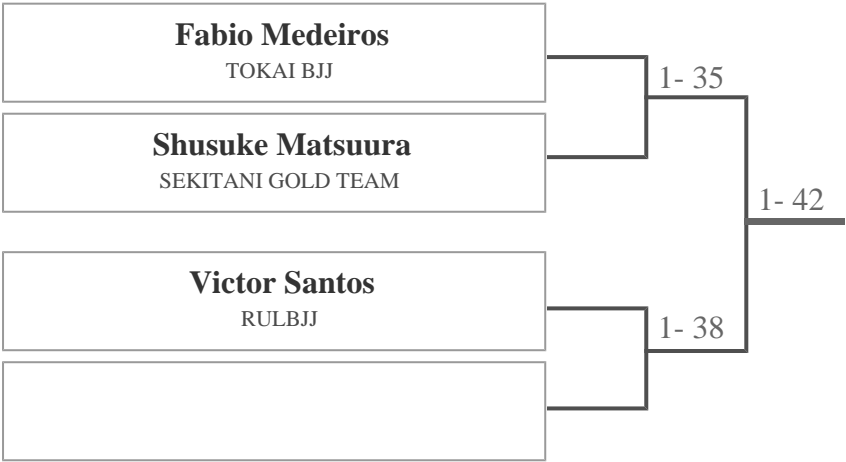 Fabio Medeiros
TOKAI BJJ
1- 35
Shusuke Matsuura
SEKITANI GOLD TEAM
1- 42
Victor Santos
RULBJJ
1- 38